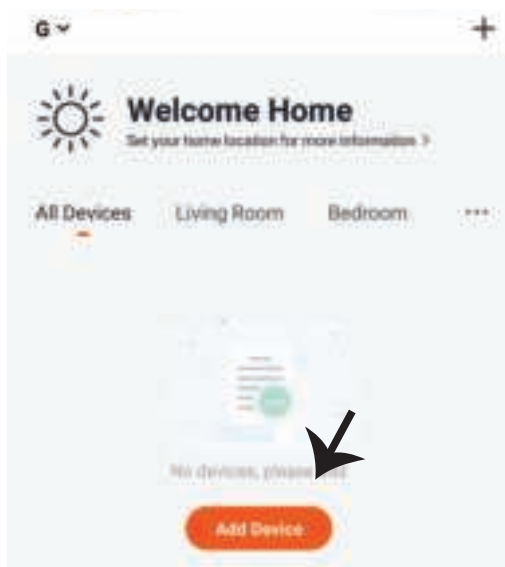 G
Welcome Home
Set your home location for more information >
All Devices Living Room Bedroom ...
No devices, please
Add Device